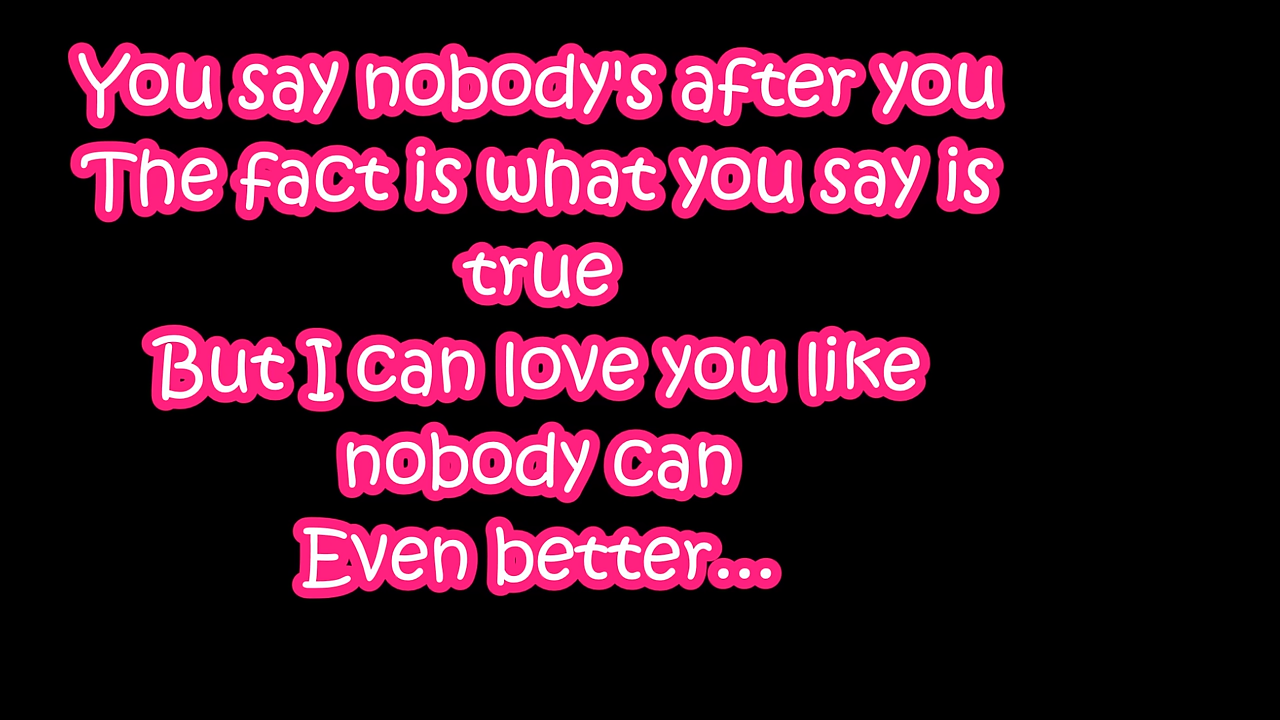 You say nobody's after you
The fact is what you say is
true
But I can love you like
nobody can
Even better...